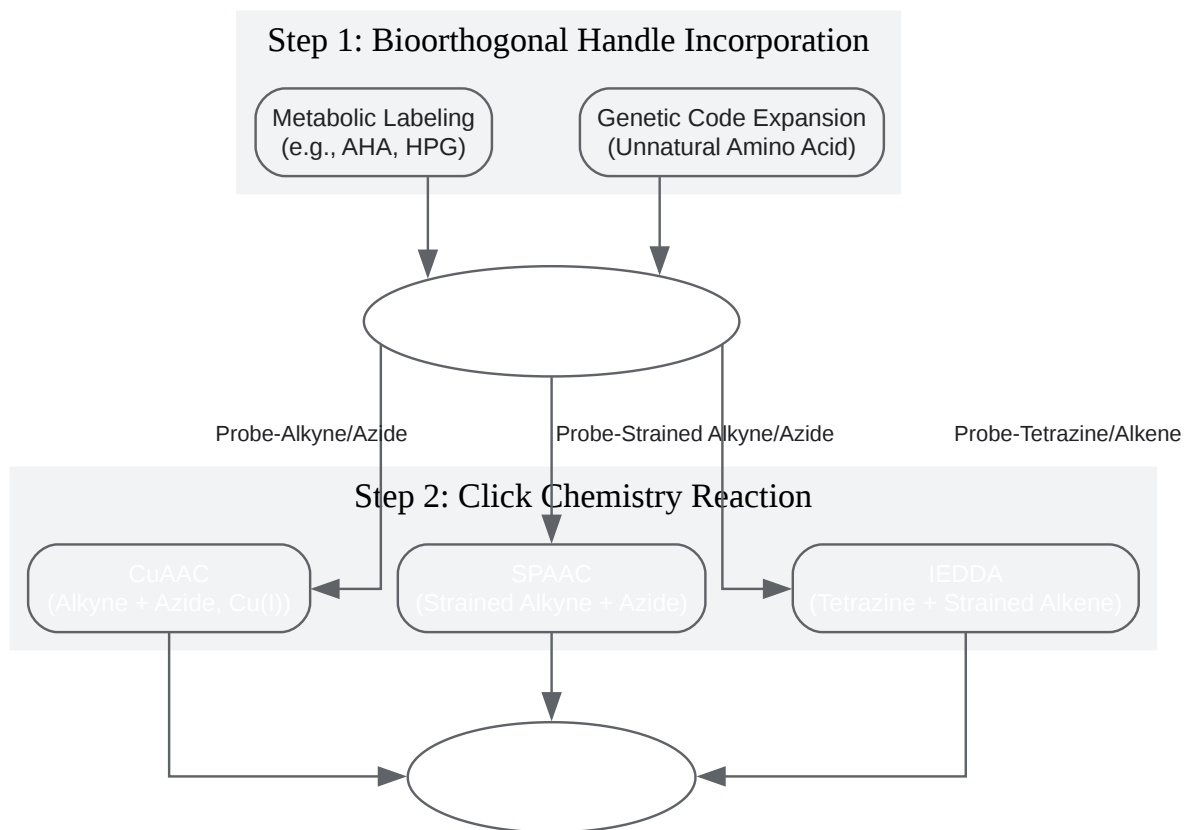 Step 1: Bioorthogonal Handle Incorporation
Metabolic Labeling
(e.g., AHA, HPG)
Genetic Code Expansion
(Unnatural Amino Acid)
Probe-Alkyne/Azide
Probe-Strained Alkyne/Azide
Probe-Tetrazine/Alkene
Step 2: Click Chemistry Reaction
CuAAC
(Alkyne + Azide, Cu(I))
SPAAC
(Strained Alkyne + Azide)
IEDDA
(Tetrazine + Strained Alkene)